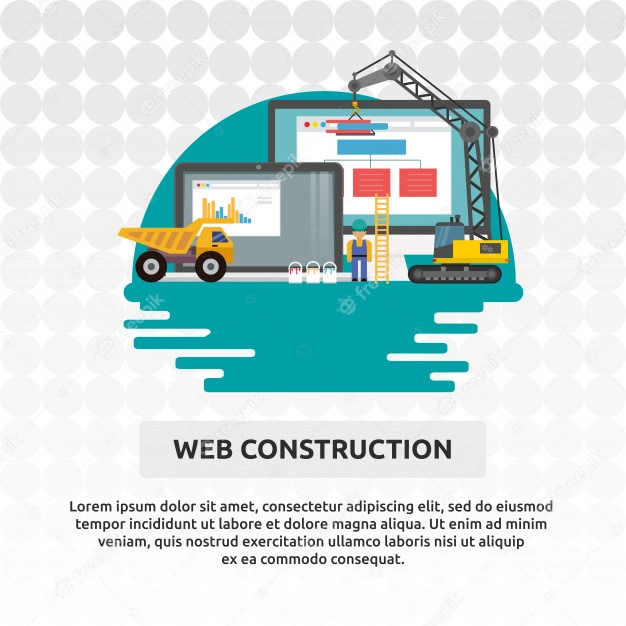 WEB CONSTRUCTION
Lorem ipsum dolor sit amet, consectetur adipiscing elit, sed do eiusmod
tempor incididunt ut labore et dolore magna aliqua. Ut enim ad minim
veniam, quis nostrud exercitation ullamco laboris nisi ut aliquip
ex ea commodo consequat.